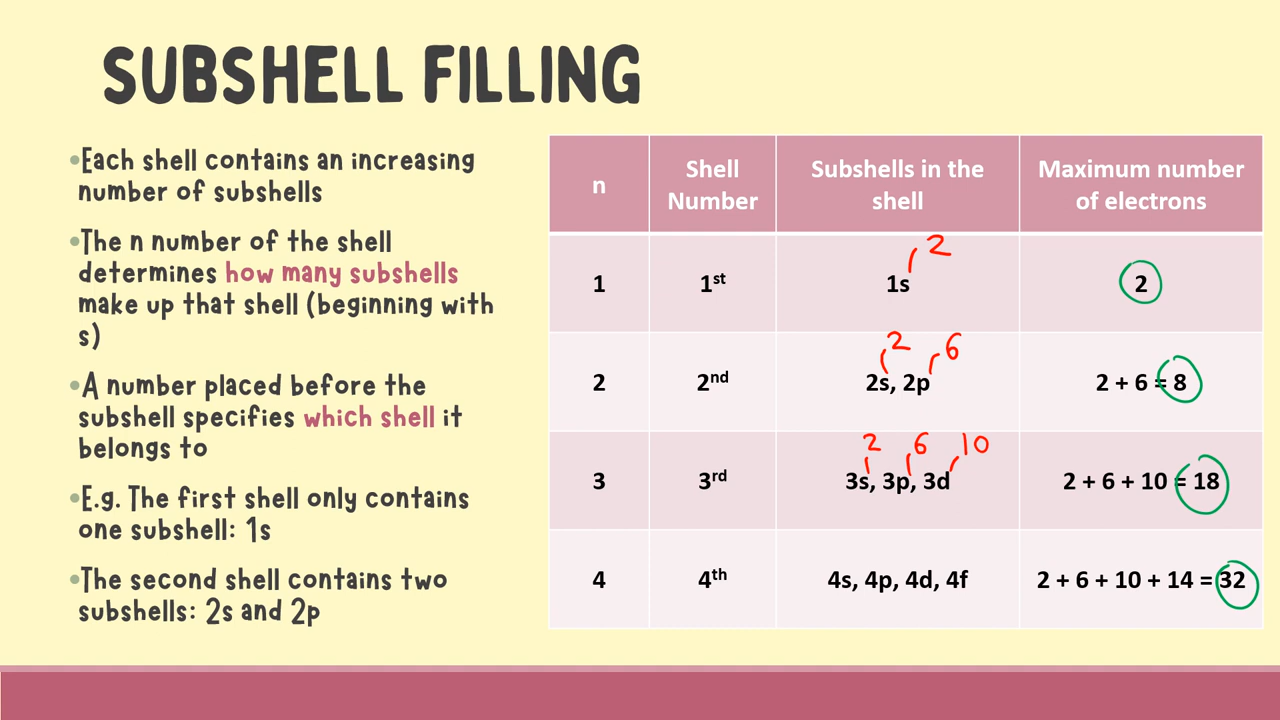 SUBSHELL FILLING
•Each shell contains an increasing
number of subshells
•The n number of the shell
determines how many subshells
make up that shell (beginning with
s)
•A number placed before the
subshell specifies which shell it
belongs to
•E.g. The first shell only contains
one subshell: 1s
•The second shell contains two
subshells: 2s and 2p
n
Shell
Number
Subshells in the
shell
Maximum number
of electrons
2
1
1st
1s
2
2 6
2
2nd
2s, 2p
2 + 6 = 8
2 6 10
3
3rd
3s, 3p, 3d
2 + 6 + 10 = 18
4
4th
4s, 4p, 4d, 4f
2 + 6 + 10 + 14 = 32